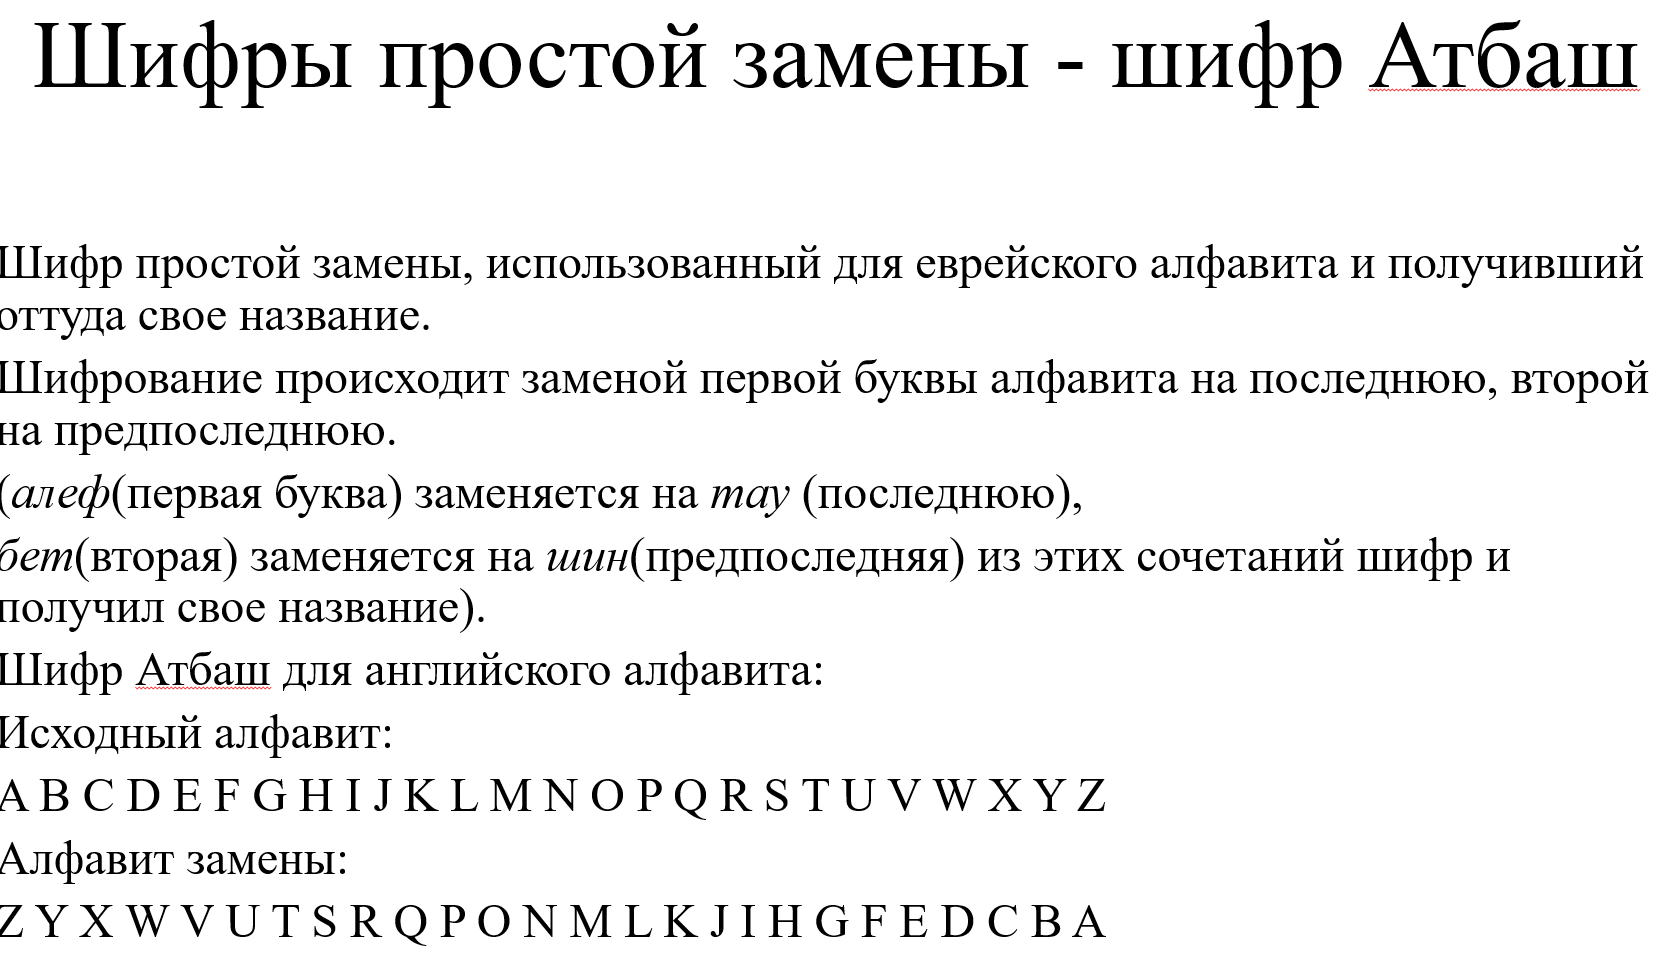 Шифры простой замены - шифр Атбаш
Шифр простой замены, использованный для еврейского алфавита и получивший
оттуда свое название.
Шифрование происходит заменой первой буквы алфавита на последнюю, второй
на предпоследнюю.
(алеф(первая буква) заменяется на тау (последнюю),
бет(вторая) заменяется на шин(предпоследняя) из этих сочетаний шифр и
получил свое название).
Шифр Атбаш для английского алфавита:
Исходный алфавит:
A B C D E F G H I J K L M N O P Q R S T U V W X Y Z
Алфавит замены:
Z Y X W V U T S R Q P O N M L K J I H G F E D C B A